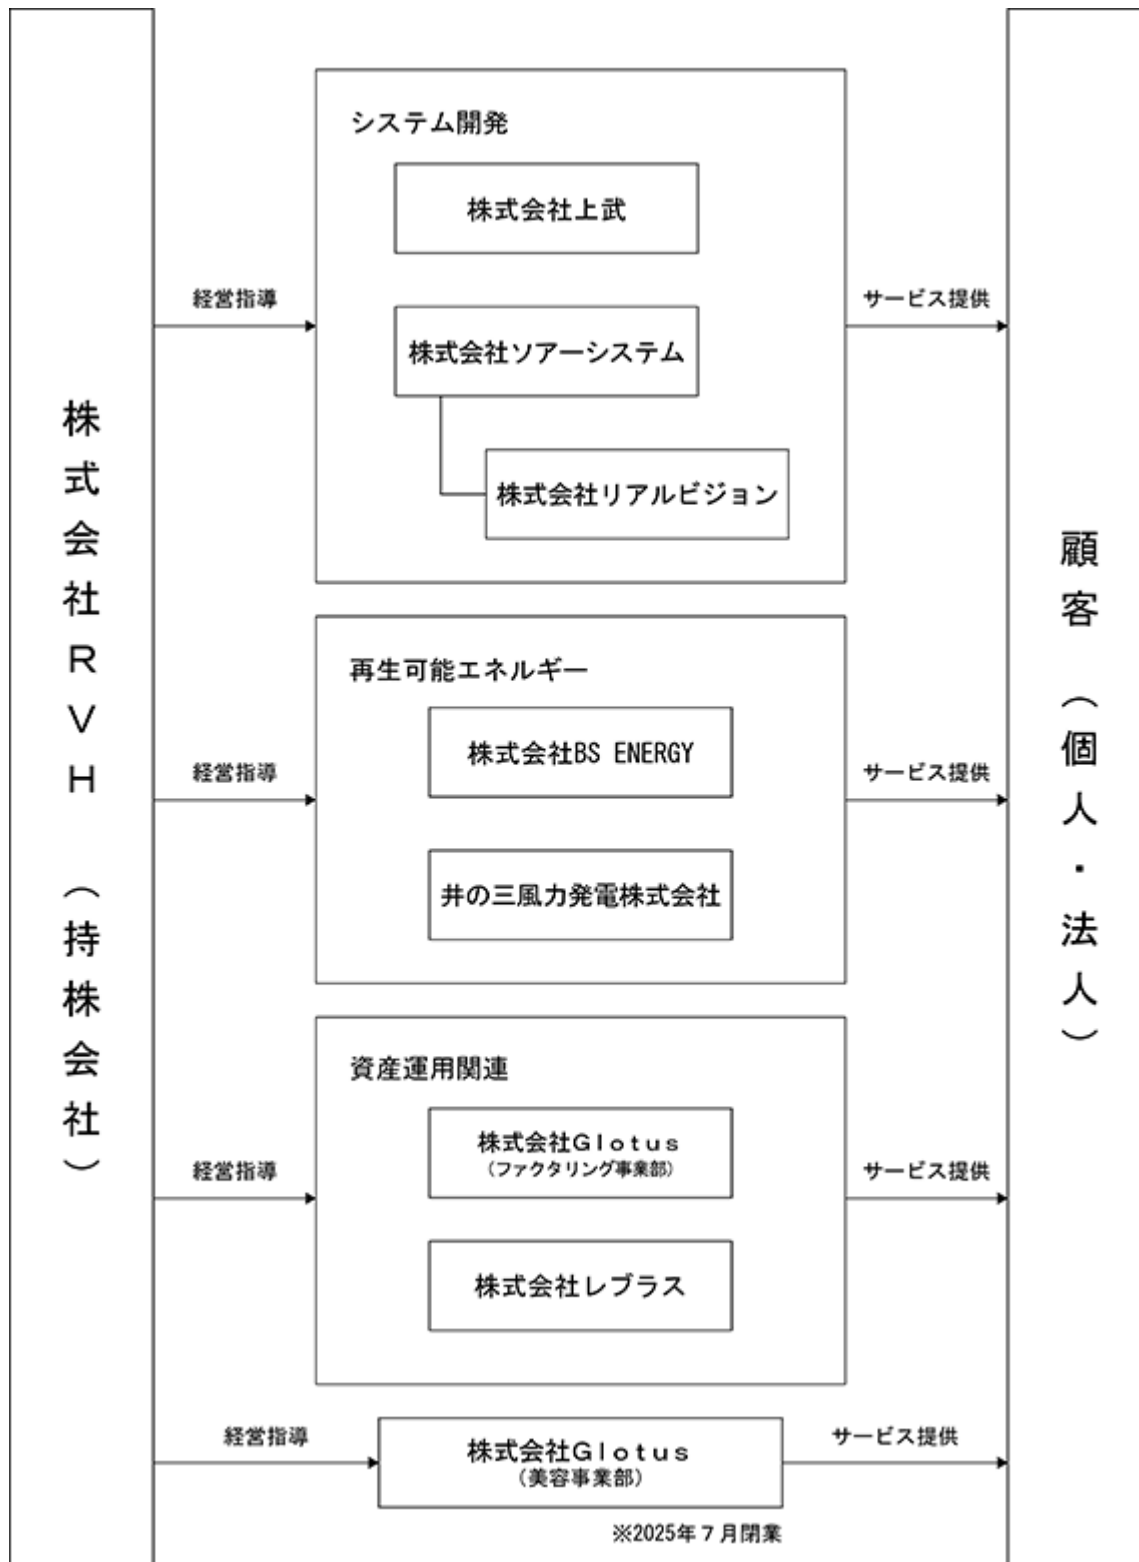 株式会社ＲＶＨ　（持株会社）
システム開発
株式会社上武
経営指導
サービス提供
株式会社ソアーシステム
株式会社リアルビジョン
再生可能エネルギー
株式会社BS ENERGY
経営指導
サービス提供
井の三風力発電株式会社
資産運用関連
株式会社Ｇｌｏｔｕｓ
（ファクタリング事業部）
経営指導
サービス提供
株式会社レブラス
経営指導
サービス提供
株式会社Ｇｌｏｔｕｓ
（美容事業部）
※2025年７月閉業
顧客　（個人・法人）